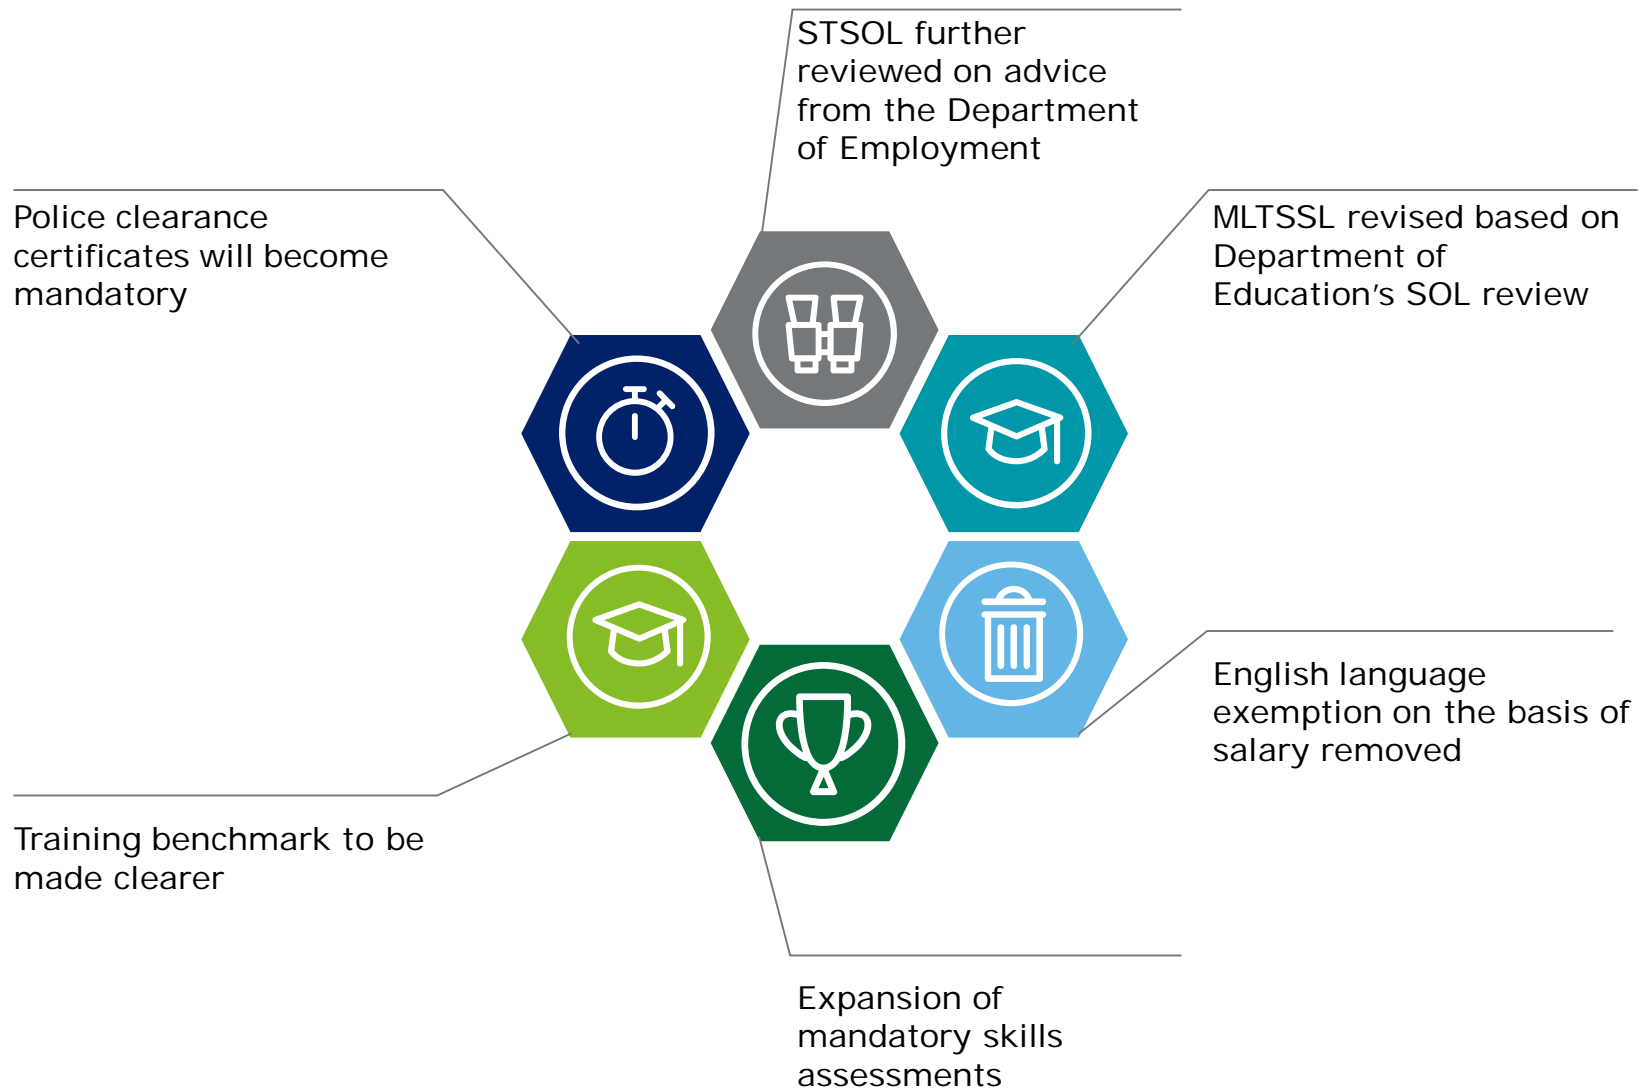 STSOL further
reviewed on advice
from the Department
of Employment
Police clearance
certificates will become
mandatory
MLTSSL revised based on
Department of
Education’s SOL review
English language
exemption on the basis of
salary removed
Training benchmark to be
made clearer
Expansion of
mandatory skills
assessments